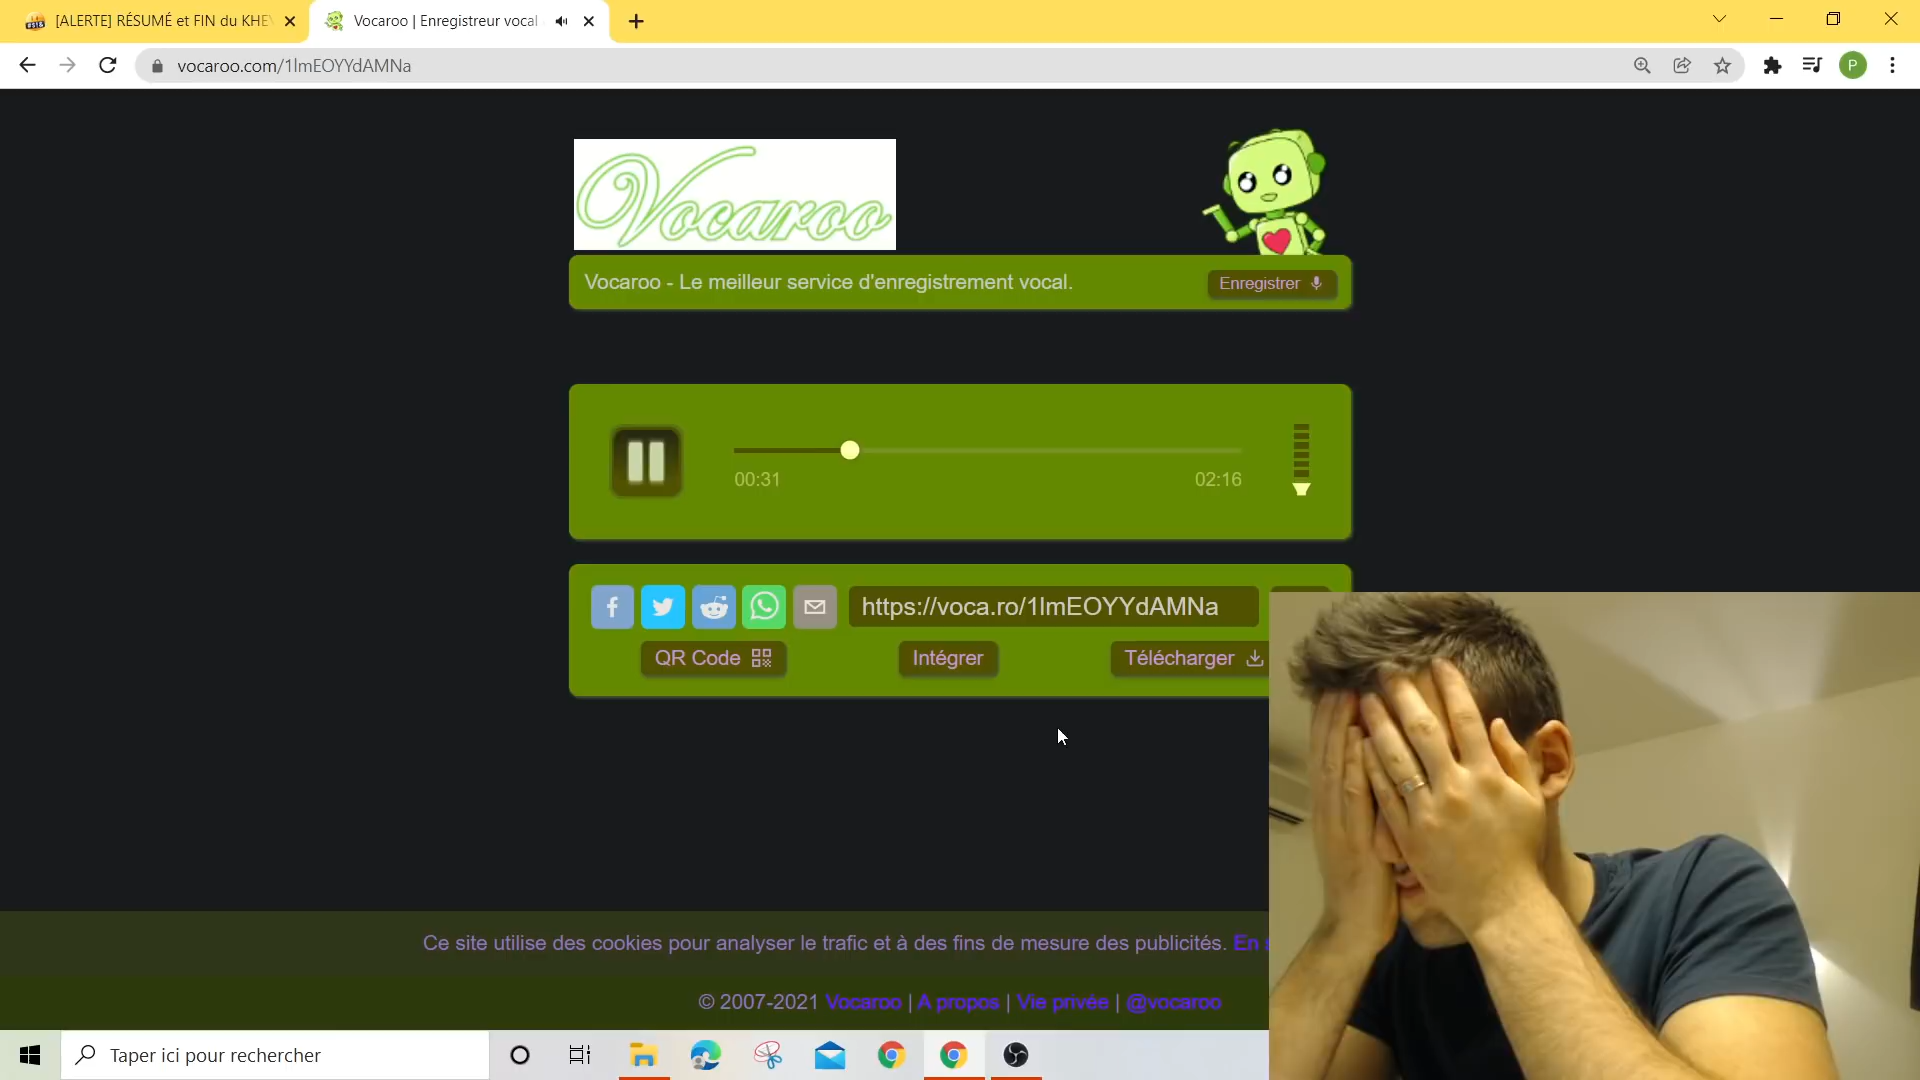 [ALERTE] RÉSUMÉ et FIN du KHE
Vocaroo | Enregistreur vocal
vocaroo.com/1lmEOYYdAMNa
P
Vocaroo
Vocaroo - Le meilleur service d'enregistrement vocal.
Enregistrer
00:31
02:16
https://voca.ro/1lmEOYYdAMNa
QR Code
Intégrer
Télécharger
Ce site utilise des cookies pour analyser le trafic et à des fins de mesure des publicités. En
© 2007-2021 Vocaroo | A propos | Vie privée | @vocaroo
Taper ici pour rechercher